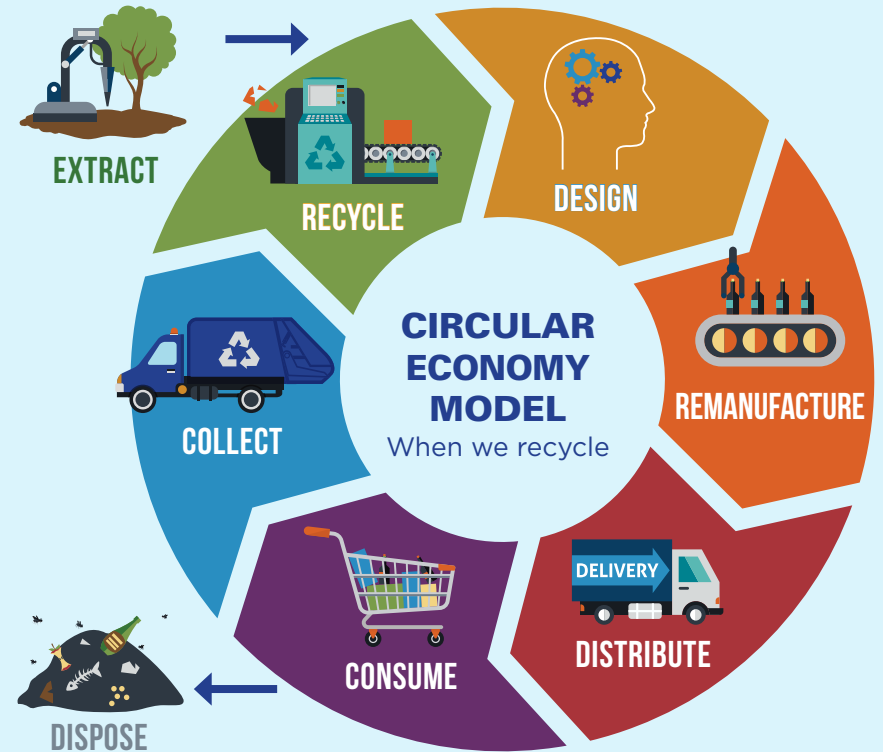 EXTRACT
RECYCLE
DESIGN
CIRCULAR
ECONOMY
MODEL
When we recycle
REMANUFACTURE
COLLECT
DELIVERY
DISTRIBUTE
CONSUME
DISPOSE